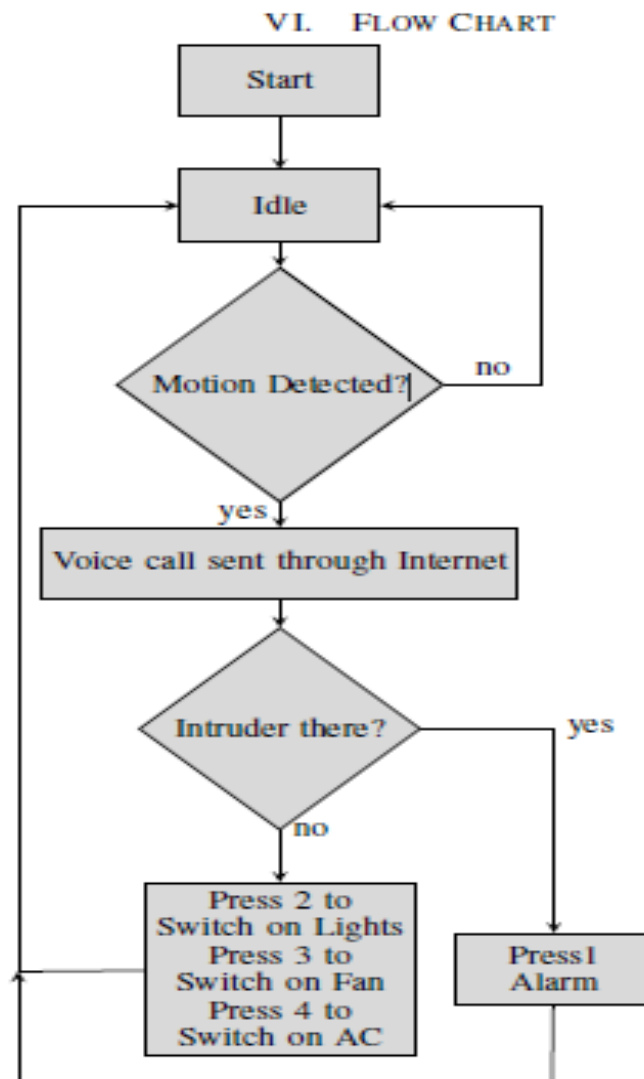 VI. FLOW CHART
Start
Idle
Motion Detected?
no
yes
Voice call sent through Internet
Intruder there?
yes
no
Press 2 to
Switch on Lights
Press 3 to
Switch on Fan
Press 4 to
Switch on AC
Press1
Alarm